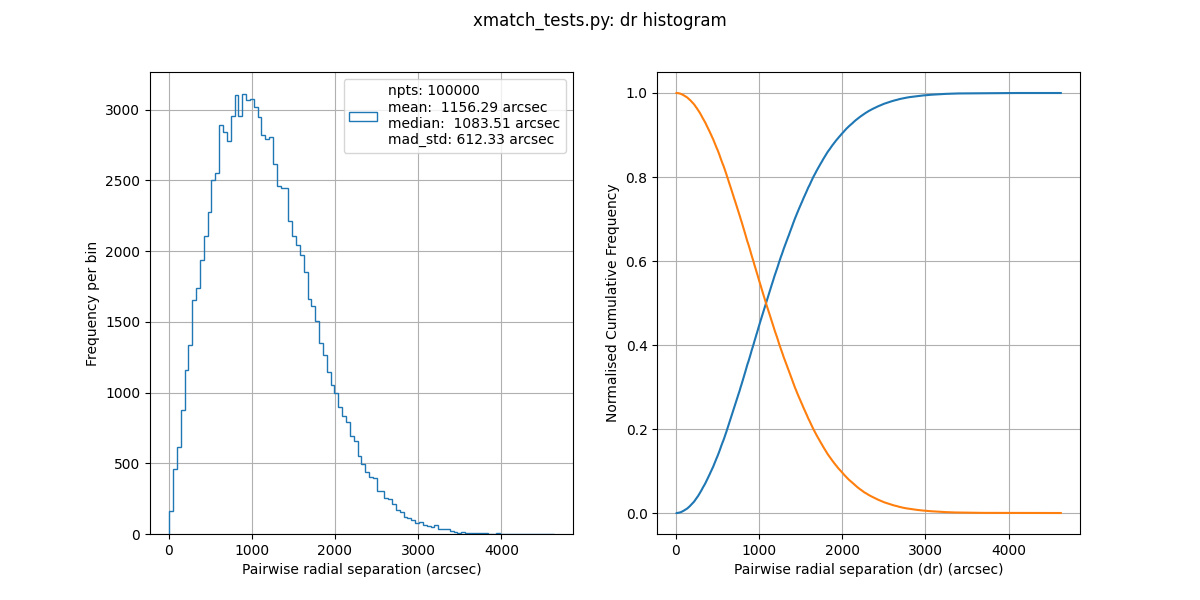 xmatch_tests.py: dr histogram
npts: 100000
mean:  1156.29 arcsec
median:  1083.51 arcsec
mad_std: 612.33 arcsec
Frequency per bin
3000
2500
2000
1500
1000
500
0
0 1000 2000 3000 4000
Pairwise radial separation (arcsec)
Normalised Cumulative Frequency
1.0
0.8
0.6
0.4
0.2
0.0
0 1000 2000 3000 4000
Pairwise radial separation (dr) (arcsec)